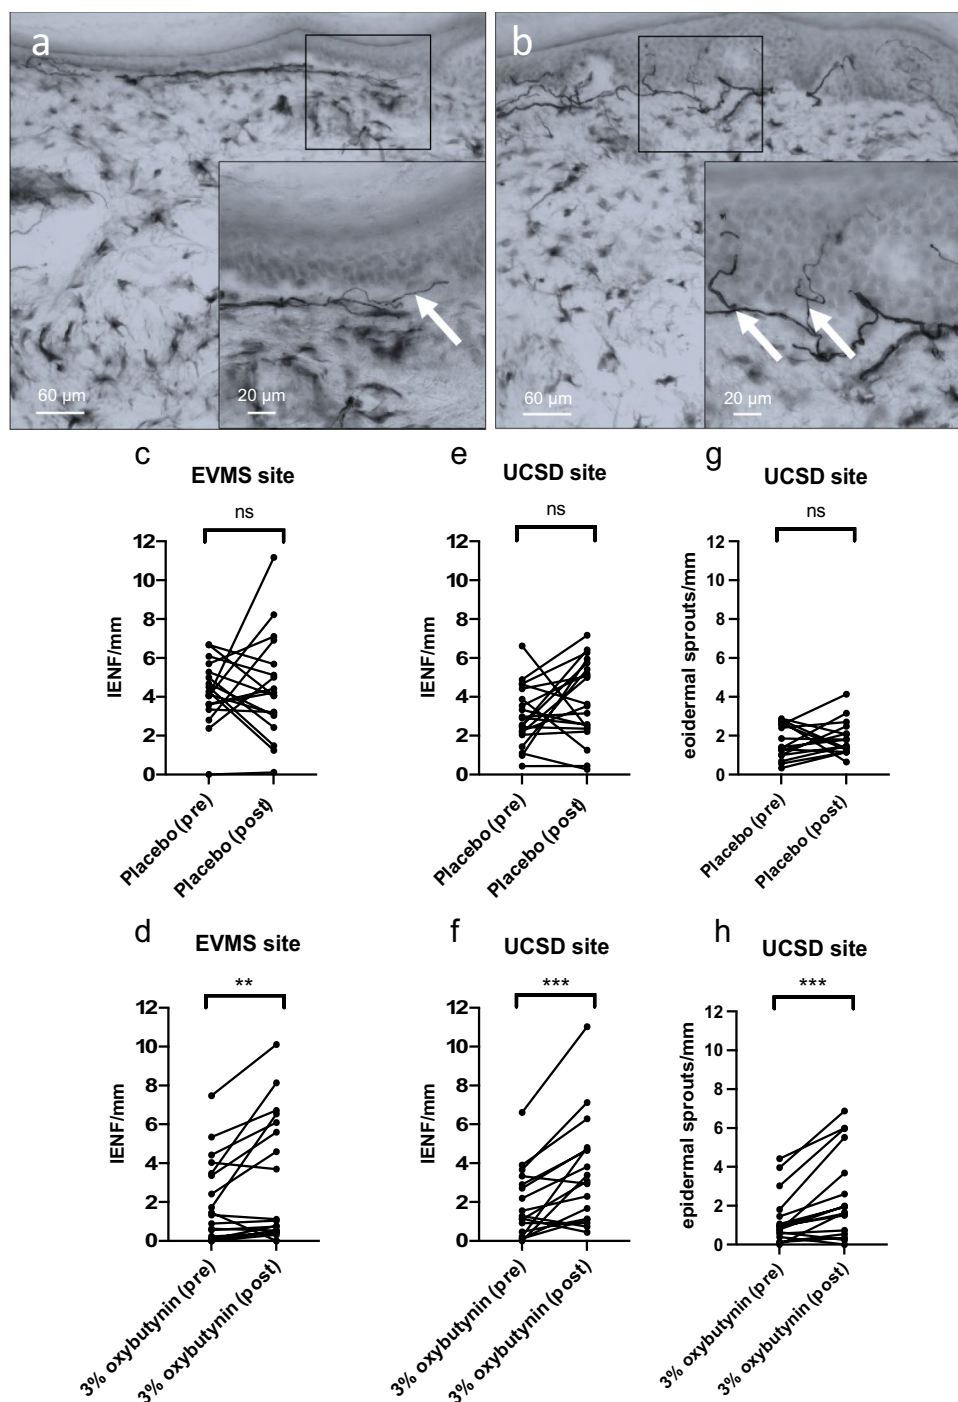 a
b
60 µm
20 µm
60 µm
20 µm
c
EVMS site
ns
12
10
8
6
4
2
0
IENF/mm
Placebo (pre)
Placebo (post)
e
UCSD site
ns
12
10
8
6
4
2
0
IENF/mm
Placebo (pre)
Placebo (post)
g
UCSD site
ns
12
10
8
6
4
2
0
eoidermal sprouts/mm
Placebo (pre)
Placebo (post)
d
EVMS site
**
12
10
8
6
4
2
0
IENF/mm
3% oxybutynin (pre)
3% oxybutynin (post)
f
UCSD site
***
12
10
8
6
4
2
0
IENF/mm
3% oxybutynin (pre)
3% oxybutynin (post)
h
UCSD site
***
12
10
8
6
4
2
0
epidermal sprouts/mm
3% oxybutynin (pre)
3% oxybutynin (post)